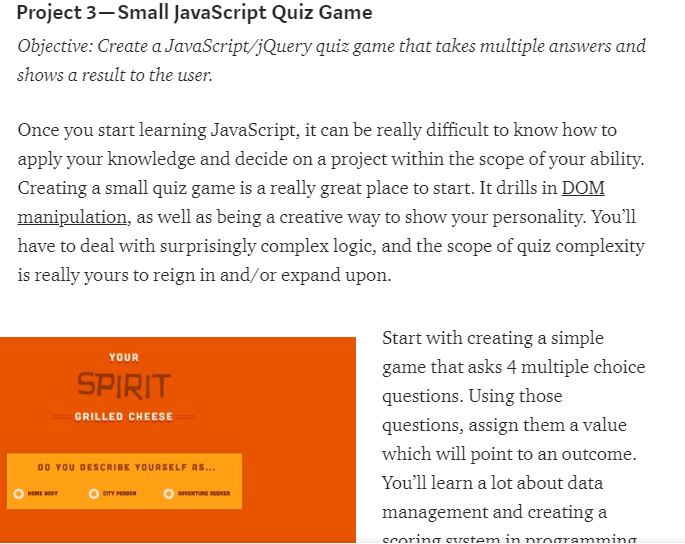 Project 3—Small JavaScript Quiz Game
Objective: Create a JavaScript/jQuery quiz game that takes multiple answers and
shows a result to the user.
Once you start learning JavaScript, it can be really difficult to know how to
apply your knowledge and decide on a project within the scope of your ability.
Creating a small quiz game is a really great place to start. It drills in DOM
manipulation, as well as being a creative way to show your personality. You’ll
have to deal with surprisingly complex logic, and the scope of quiz complexity
is really yours to reign in and/or expand upon.
YOUR
SPIRIT
GRILLED CHEESE
DO YOU DESCRIBE YOURSELF AS...
HOME BODY
CITY PERSON
ADVENTURE SEEKER
Start with creating a simple
game that asks 4 multiple choice
questions. Using those
questions, assign them a value
which will point to an outcome.
You’ll learn a lot about data
management and creating a
scoring system in programming